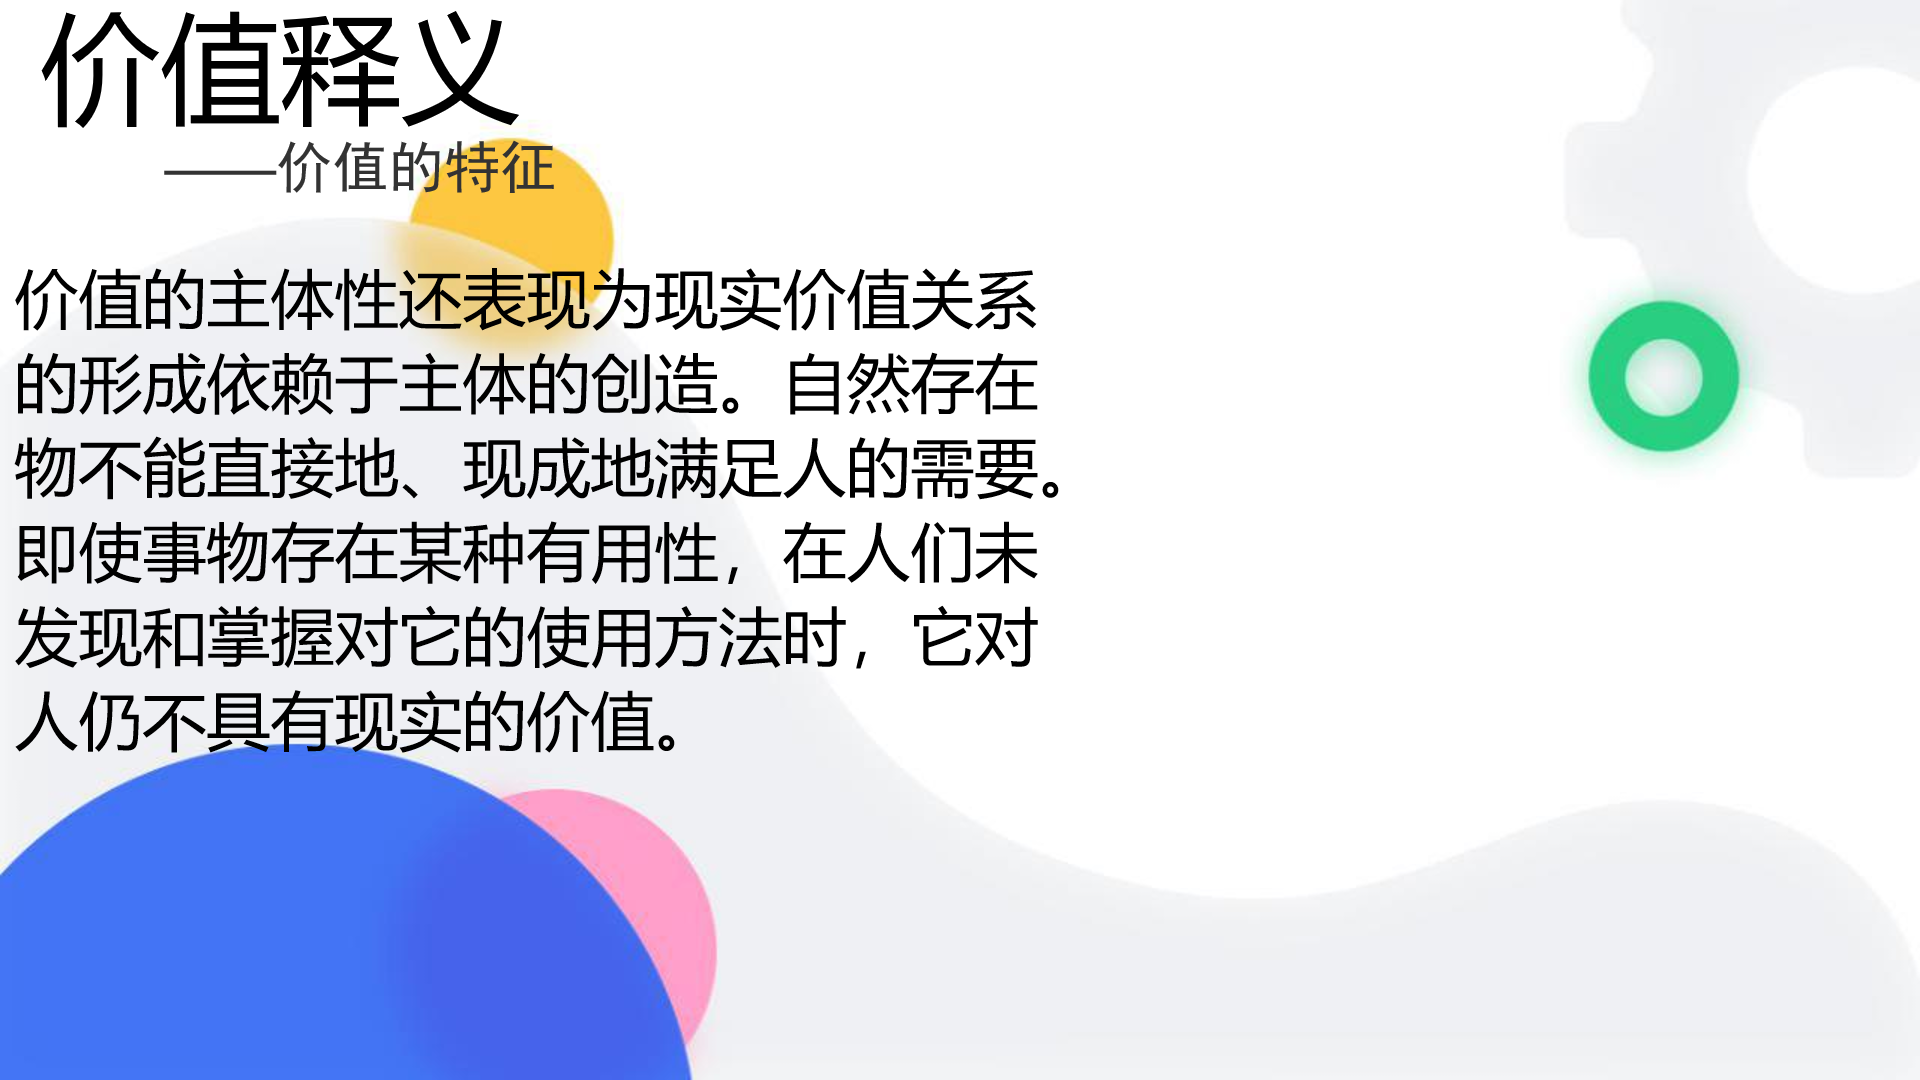 价值释义
——价值的特征
价值的主体性还表现为现实价值关系
的形成依赖于主体的创造。自然存在
物不能直接地、现成地满足人的需要。
即使事物存在某种有用性，在人们未
发现和掌握对它的使用方法时，它对
人仍不具有现实的价值。